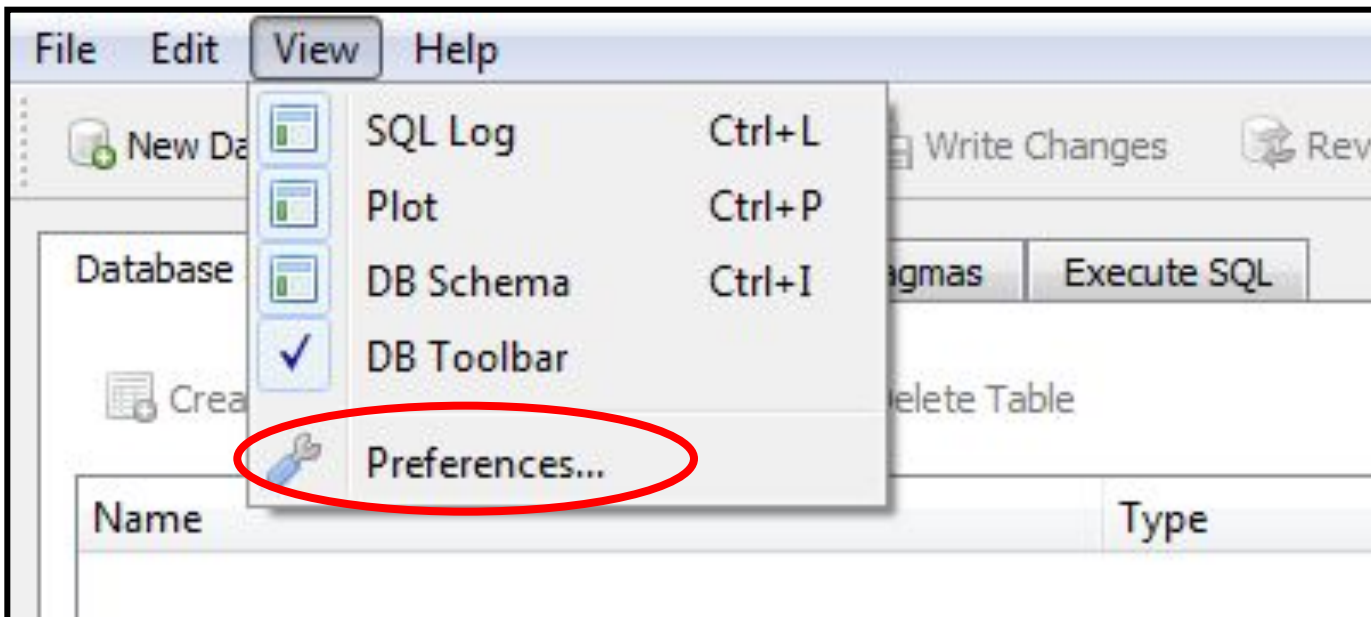 File Edit View Help
New Da
Write Changes
Rev
SQL Log Ctrl+L
Plot Ctrl+P
DB Schema Ctrl+I
DB Toolbar
Preferences...
Database
agmas
Execute SQL
Crea
elete Table
Name Type